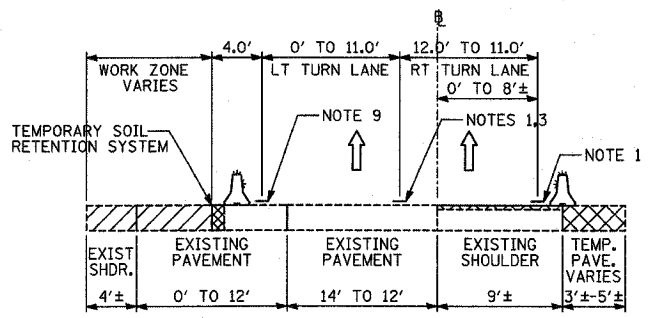 ℄
4.0' 0' TO 11.0' 12.0' TO 11.0'
WORK ZONE
VARIES
LT TURN LANE
RT TURN LANE
0' TO 8'±
NOTE 9
NOTES 1,3
TEMPORARY SOIL
RETENTION SYSTEM
NOTE 1
EXIST
SHDR.
EXISTING
PAVEMENT
EXISTING
PAVEMENT
EXISTING
SHOULDER
TEMP.
PAVE.
VARIES
4'± 0' TO 12' 14' TO 12' 9'± 3'±-5'±